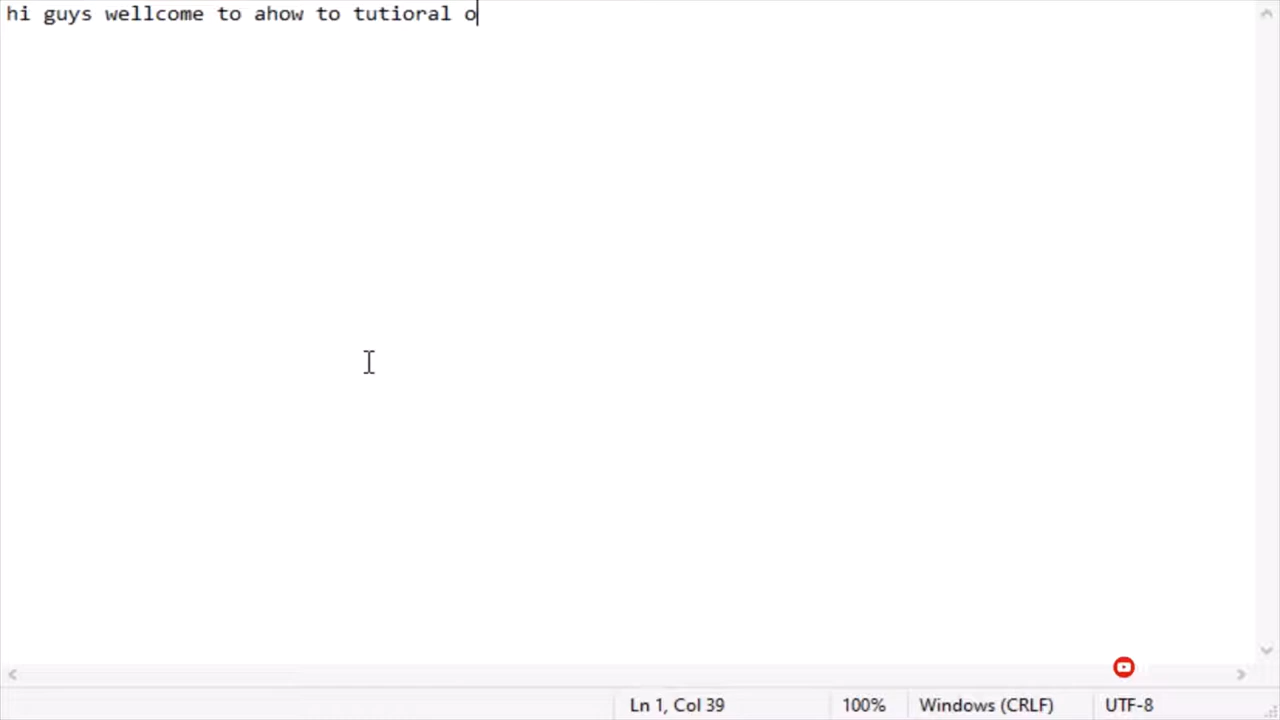 hi guys wellcome to ahow to tutioral o
Ln 1, Col 39
100%
Windows (CRLF)
UTF-8